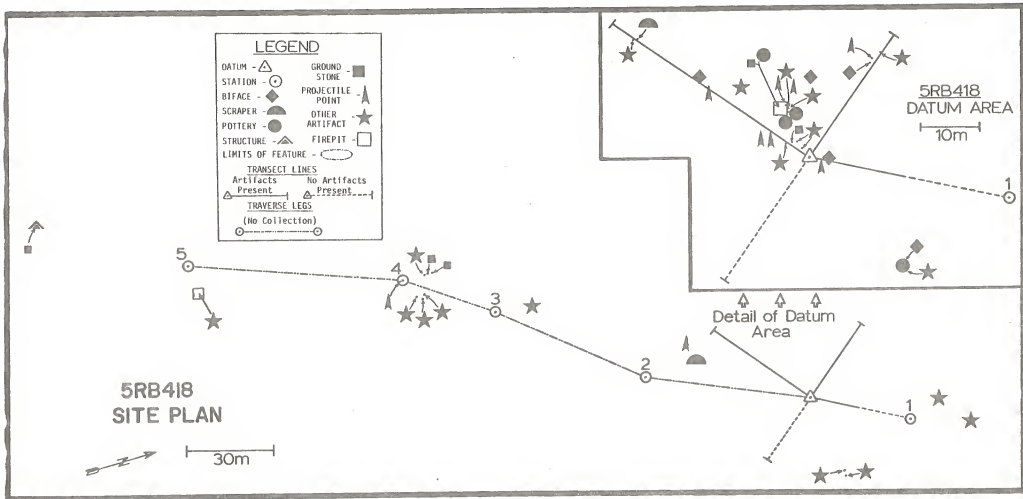 LEGEND
DATUM -
STATION -
BIFACE -
SCRAPER -
POTTERY -
STRUCTURE -
LIMITS OF FEATURE -
GROUND
STONE -
PROJECTILE
POINT -
OTHER
ARTIFACT -
FIREPIT -
TRANSECT LINES
Artifacts
Present
No Artifacts
Present
TRAVERSE LEGS
(No Collection)
5RB418
DATUM AREA
10m
1
Detail of Datum
Area
5
4
3
2
1
5RB418
SITE PLAN
N
30m